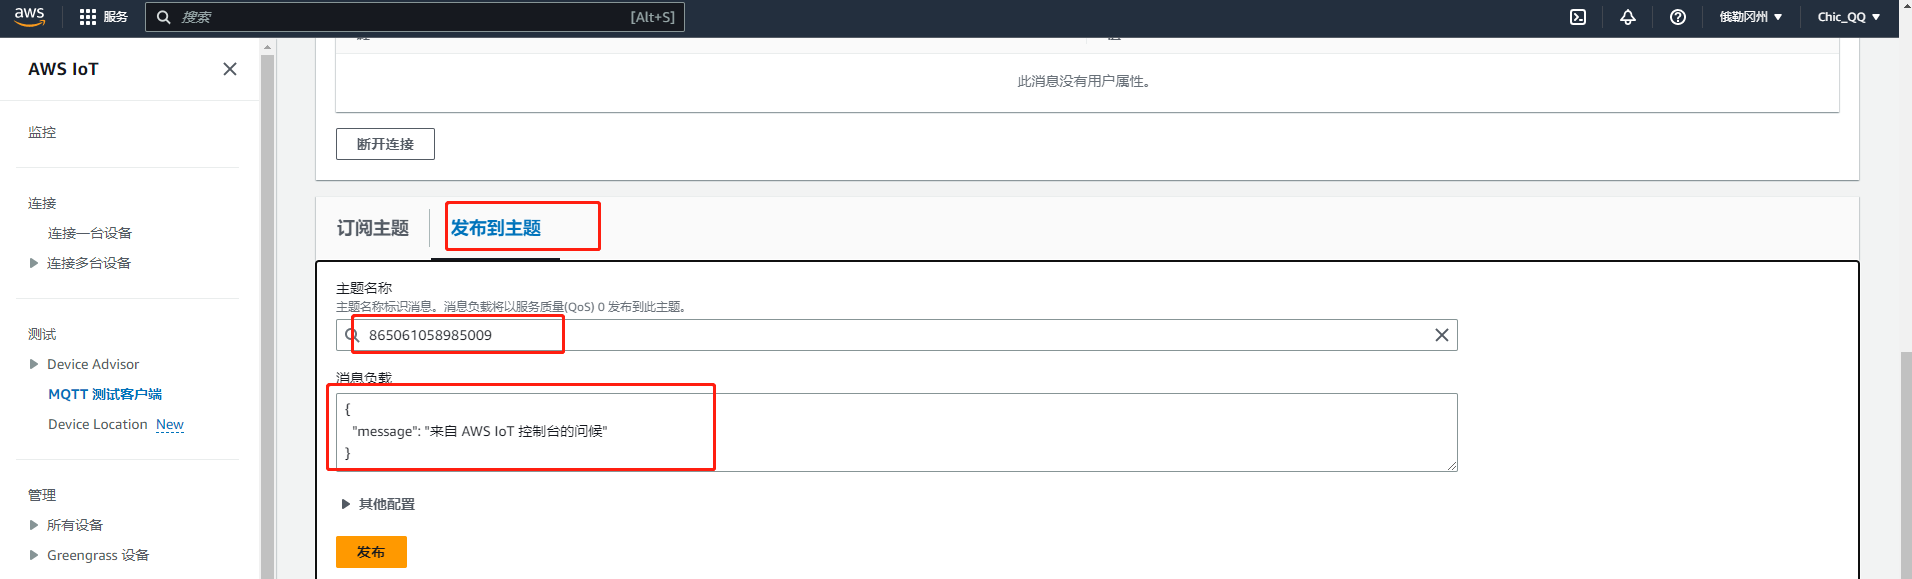 aws
服务
搜索
[Alt+S]
俄勒冈州
Chic_QQ
AWS IoT
监控
连接
连接一台设备
连接多台设备
测试
Device Advisor
MQTT 测试客户端
Device Location New
管理
所有设备
Greengrass 设备
此消息没有用户属性。
断开连接
订阅主题
发布到主题
主题名称
主题名称标识消息。消息负载将以服务质量(QoS) 0 发布到此主题。
865061058985009
消息负载
{
"message": "来自 AWS IoT 控制台的问候"
}
其他配置
发布